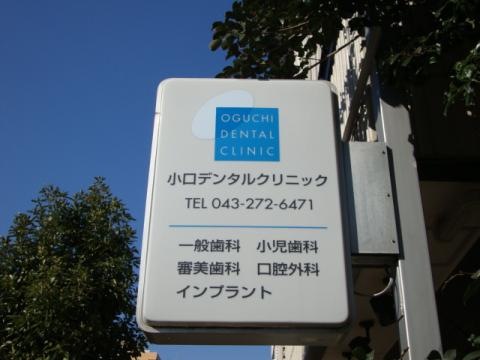 OGUCHI
DENTAL
CLINIC
小口デンタルクリニック
TEL 043-272-6471
一般歯科 小児歯科
審美歯科 口腔外科
インプラント